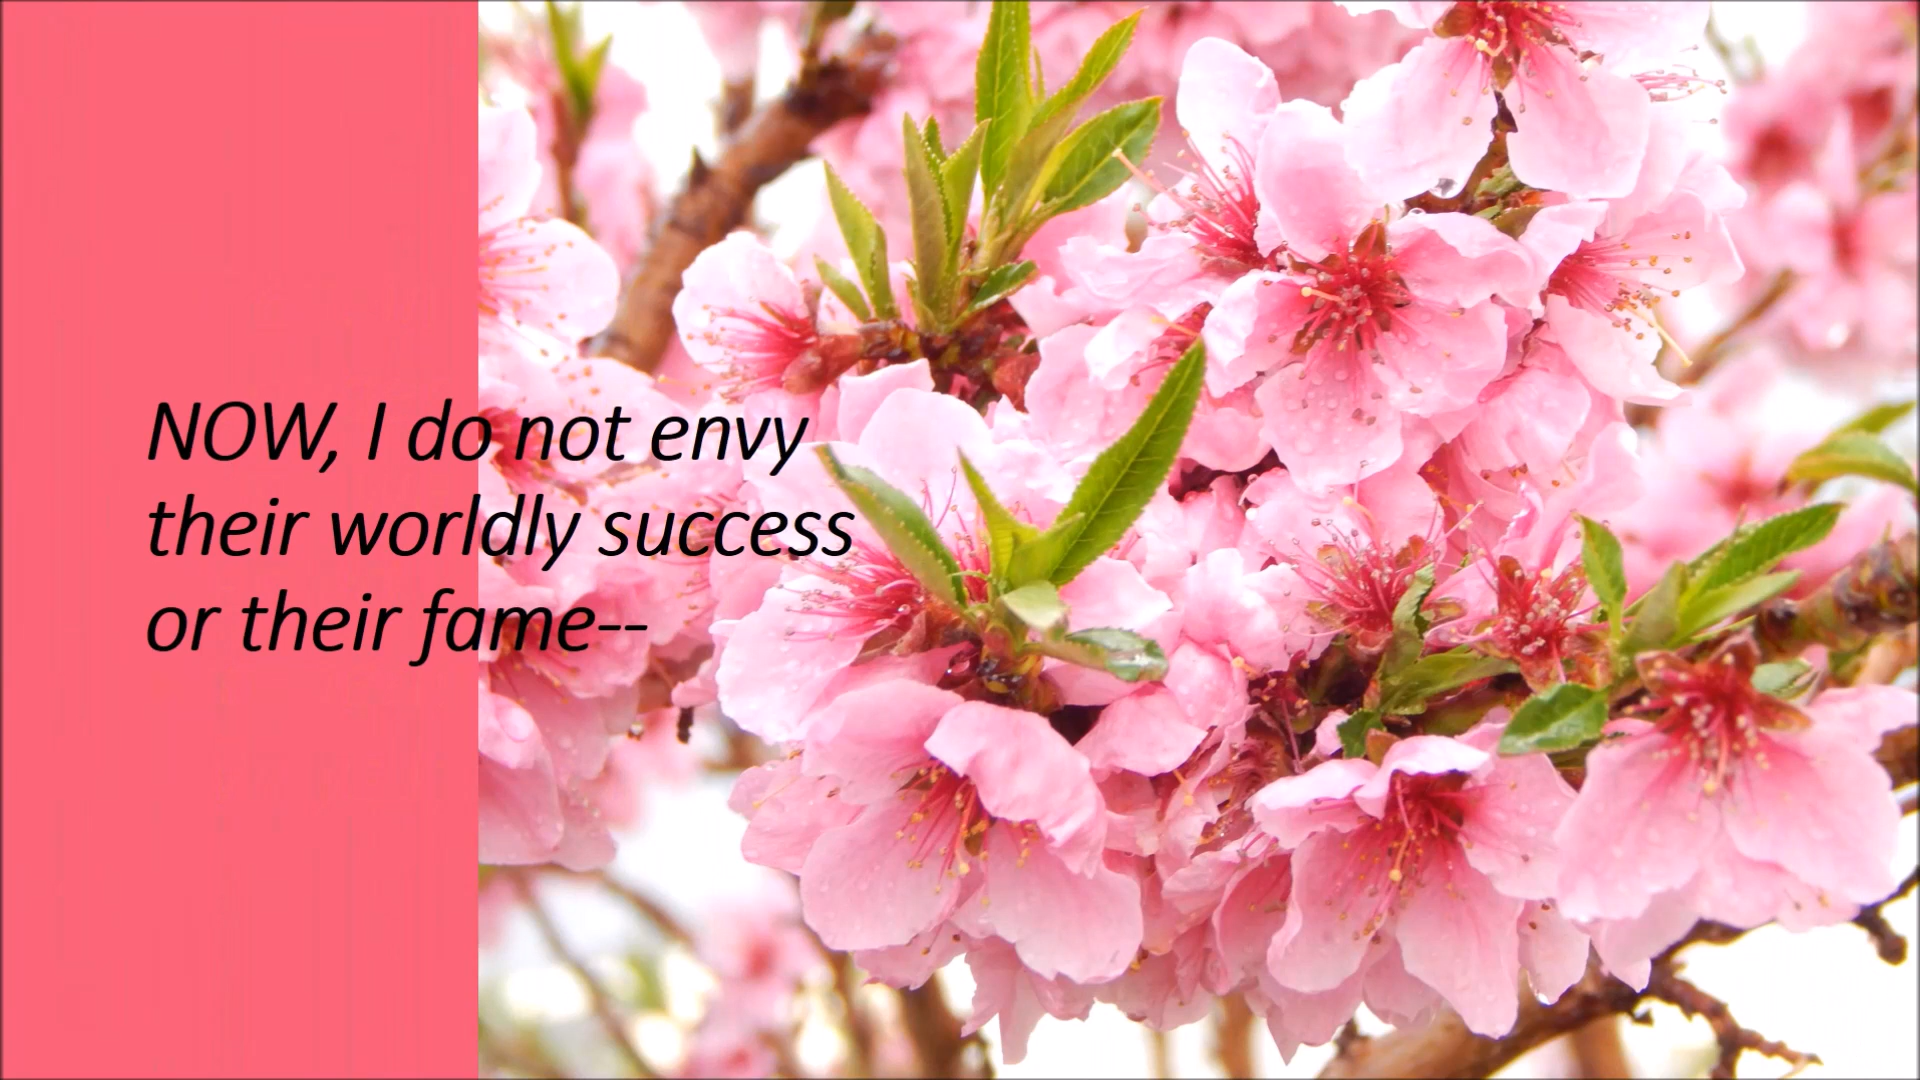 NOW, I do not envy
their worldly success
or their fame--